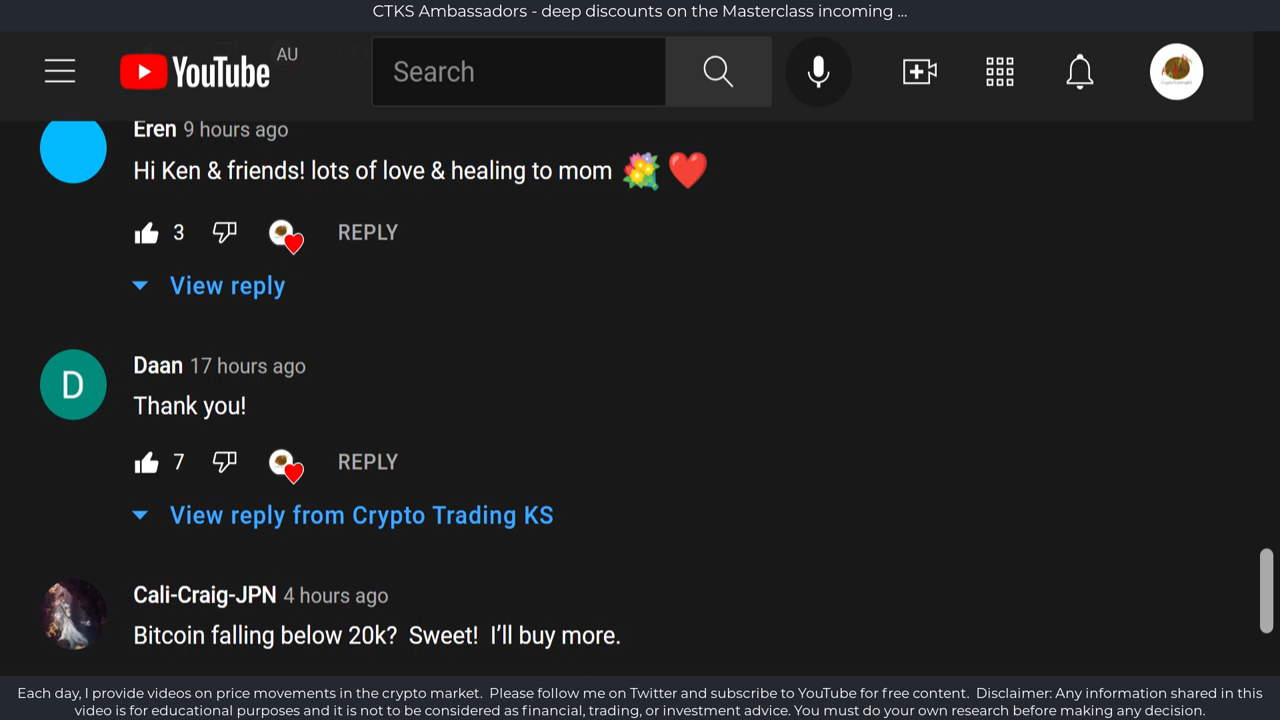 CTKS Ambassadors - deep discounts on the Masterclass incoming ...
YouTube AU
Search
Eren 9 hours ago
Hi Ken & friends! lots of love & healing to mom 💐 ❤️
3 REPLY
View reply
D
Daan 17 hours ago
Thank you!
7 REPLY
View reply from Crypto Trading KS
Cali-Craig-JPN 4 hours ago
Bitcoin falling below 20k?  Sweet!  I’ll buy more.
Each day, I provide videos on price movements in the crypto market.  Please follow me on Twitter and subscribe to YouTube for free content.  Disclaimer: Any information shared in this
video is for educational purposes and it is not to be considered as financial, trading, or investment advice. You must do your own research before making any decision.